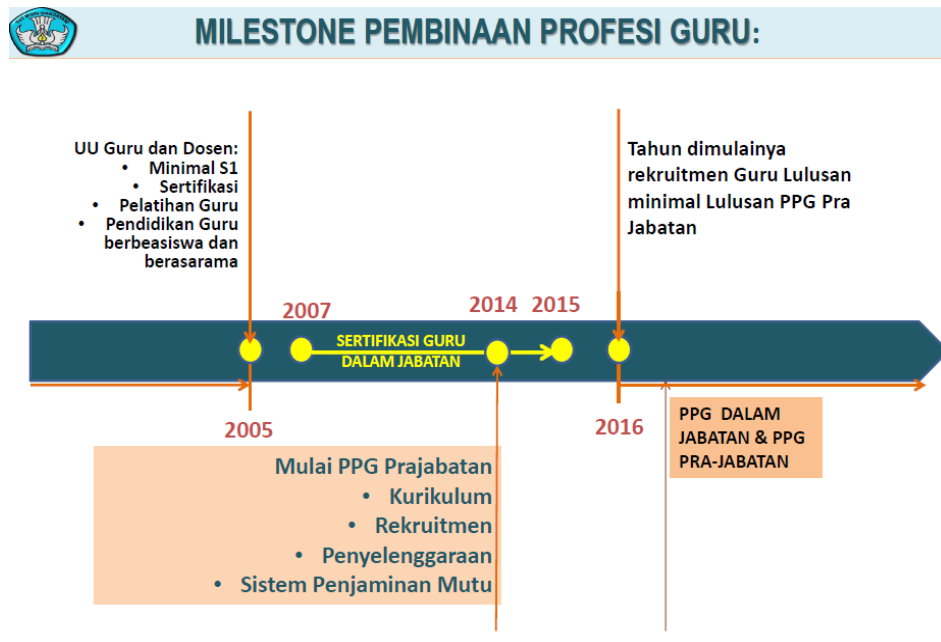 MILESTONE PEMBINAAN PROFESI GURU:
UU Guru dan Dosen:
• Minimal S1
• Sertifikasi
• Pelatihan Guru
• Pendidikan Guru
berbeasiswa dan
berasarama
Tahun dimulainya
rekruitmen Guru Lulusan
minimal Lulusan PPG Pra
Jabatan
2007
2014
2015
SERTIFIKASI GURU
DALAM JABATAN
2005
2016
Mulai PPG Prajabatan
• Kurikulum
• Rekruitmen
• Penyelenggaraan
• Sistem Penjaminan Mutu
PPG DALAM
JABATAN & PPG
PRA-JABATAN